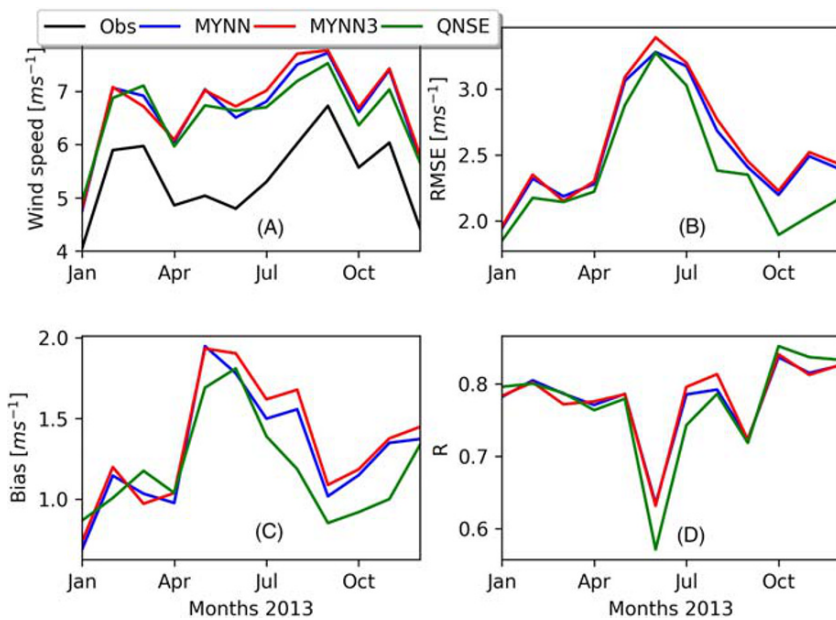 Obs MYNN MYNN3 QNSE
Wind speed [ms⁻¹]
7
6
5
4
(A)
Jan Apr Jul Oct
RMSE [ms⁻¹]
3.0
2.5
2.0
(B)
Jan Apr Jul Oct
Bias [ms⁻¹]
2.0
1.5
1.0
(C)
Jan Apr Jul Oct
Months 2013
R
0.8
0.7
0.6
(D)
Jan Apr Jul Oct
Months 2013